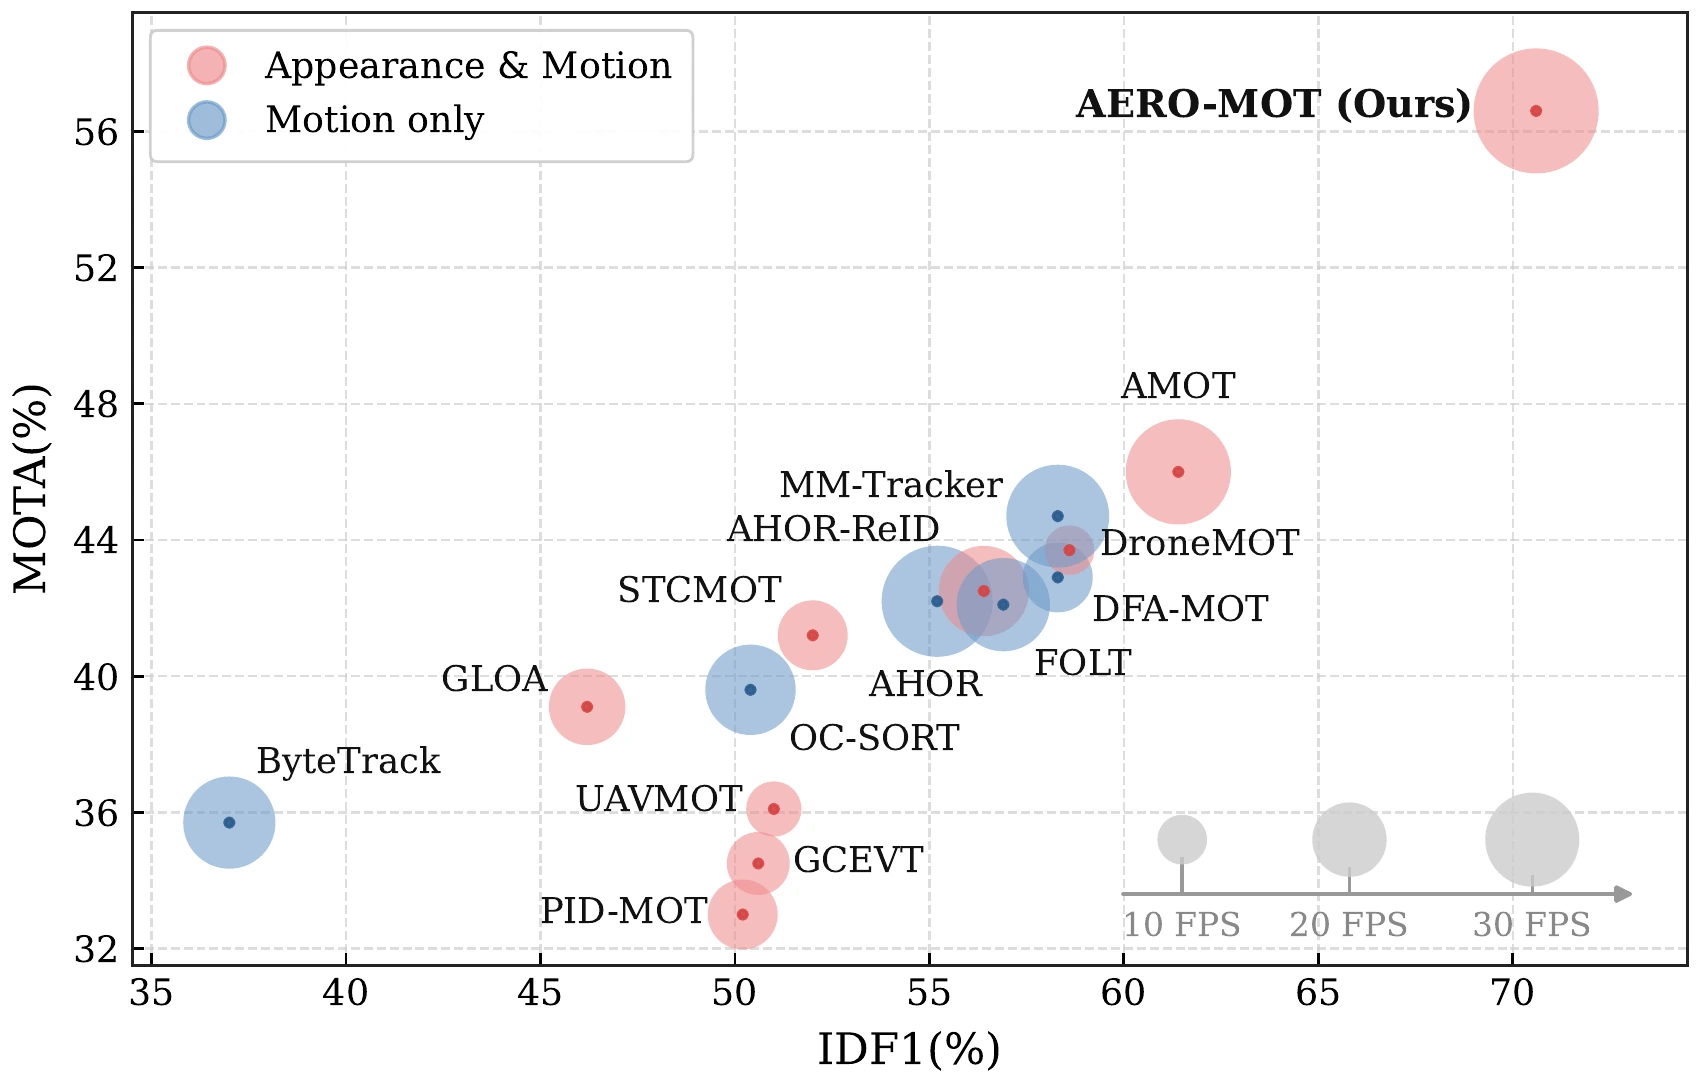 Appearance & Motion
Motion only
AERO-MOT (Ours)
AMOT
MM-Tracker
AHOR-ReID
DroneMOT
STCMOT
DFA-MOT
FOLT
GLOA
AHOR
OC-SORT
ByteTrack
UAVMOT
GCEVT
PID-MOT
10 FPS
20 FPS
30 FPS
MOTA(%)
56
52
48
44
40
36
32
35
40
45
50
55
60
65
70
IDF1(%)